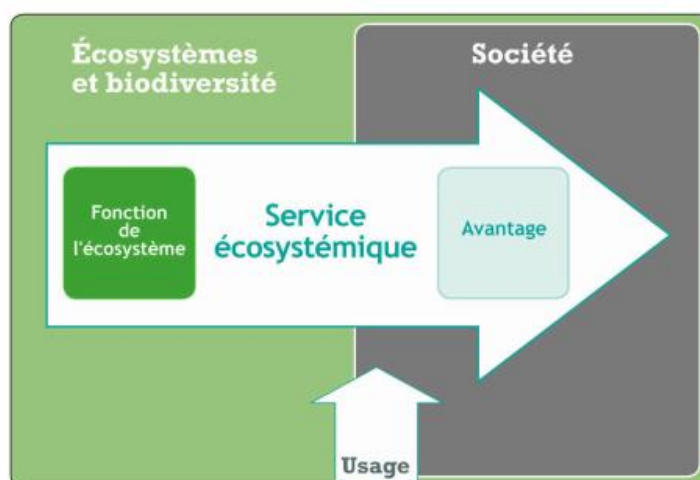 Écosystèmes
et biodiversité
Société
Fonction
de
l'écosystème
Service
écosystémique
Avantage
Usage